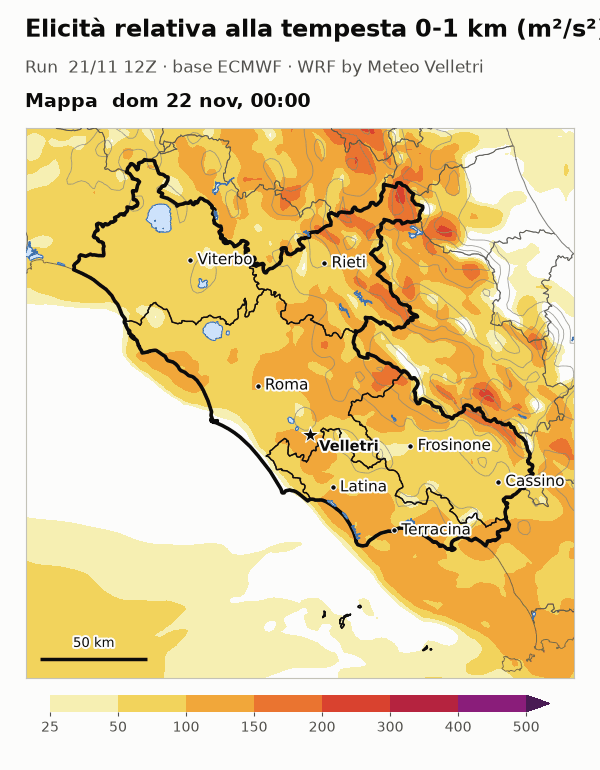 Elicità relativa alla tempesta 0-1 km (m²/s²)
Run 21/11 12Z · base ECMWF · WRF by Meteo Velletri
Mappa dom 22 nov, 00:00
Viterbo
Rieti
Roma
Velletri
Frosinone
Cassino
Latina
Terracina
50 km
25 50 100 150 200 300 400 500